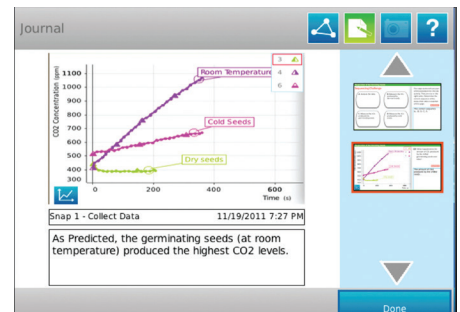 Journal
?
3
4
6
1100
1000
900
800
700
600
500
400
300
CO2 Concentration (ppm)
Room Temperature
Cold Seeds
Dry seeds
0 200 400 600
Time (s)
Snap 1 - Collect Data 11/19/2011 7:27 PM
As Predicted, the germinating seeds (at room
temperature) produced the highest CO2 levels.
Done